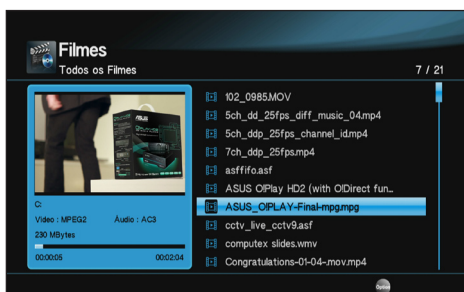 Filmes
Todos os Filmes
7 / 21
ASUS
C:
Video : MPEG2 Áudio : AC3
230 MBytes
00:00:05 00:02:04
102_0985.MOV
5ch_dd_25fps_diff_music_04.mp4
5ch_ddp_25fps_channel_id.mp4
7ch_ddp_25fps.mp4
asffifo.asf
ASUS O!Play HD2 (with O!Direct fun...
ASUS_O!PLAY-Final-mpg.mpg
cctv_live_cctv9.asf
computex slides.wmv
Congratulations-01-04-.mov.mp4
Option